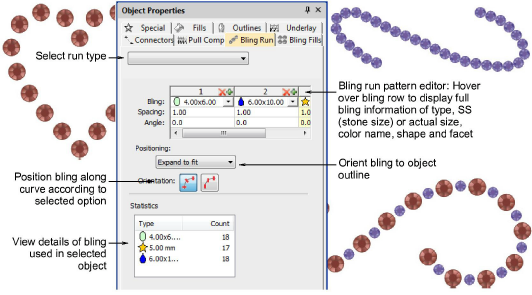 Object Properties
Special
Fills
Outlines
Underlay
Connectors
Pull Comp
Bling Run
Bling Fills
Select run type
1
2
Bling:
4.00x6.00
6.00x10.00
Spacing:
1.00
1.00
1.0
Angle:
0.0
0.0
0.0
Bling run pattern editor: Hover
over bling row to display full
bling information of type, SS
(stone size) or actual size,
color name, shape and facet
Positioning:
Expand to fit
Orient bling to object
outline
Position bling along
curve according to
selected option
Orientation:
Statistics
Type
Count
4.00x6....
18
5.00 mm
17
6.00x1...
18
View details of bling
used in selected
object